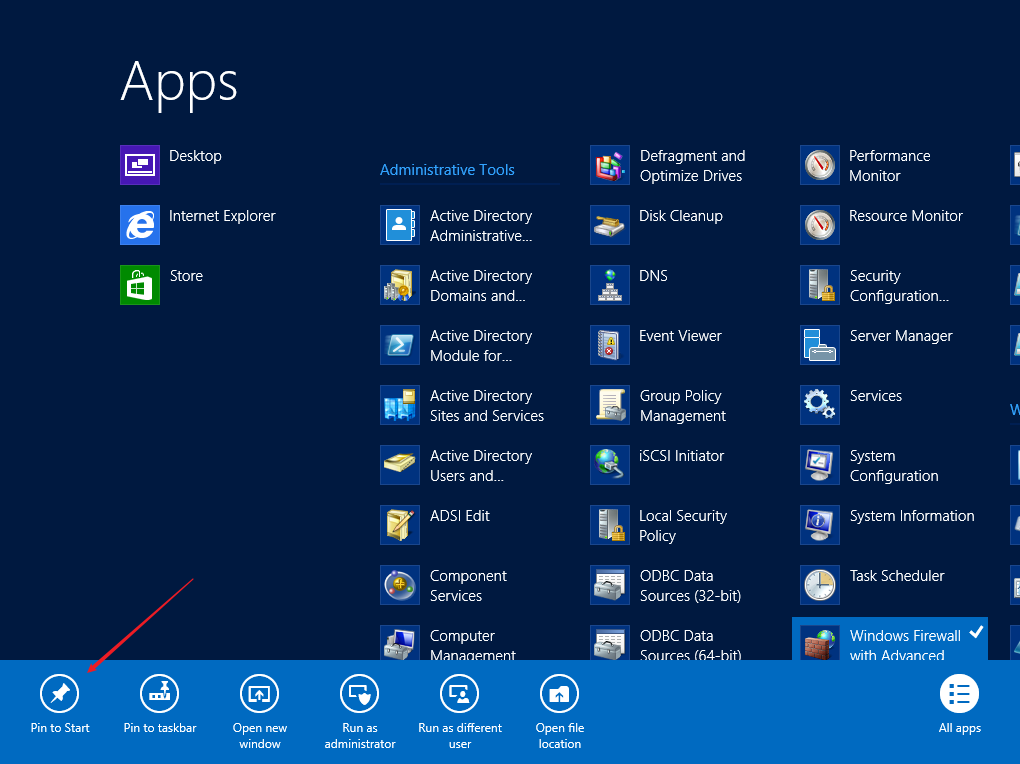 Apps
Desktop
Internet Explorer
Store
Administrative Tools
Active Directory
Administrative...
Active Directory
Domains and...
Active Directory
Module for...
Active Directory
Sites and Services
Active Directory
Users and...
ADSI Edit
Component
Services
Computer
Management
Defragment and
Optimize Drives
Disk Cleanup
DNS
Event Viewer
Group Policy
Management
iSCSI Initiator
Local Security
Policy
ODBC Data
Sources (32-bit)
ODBC Data
Sources (64-bit)
Performance
Monitor
Resource Monitor
Security
Configuration...
Server Manager
Services
System
Configuration
System Information
Task Scheduler
Windows Firewall
with Advanced
Pin to Start
Pin to taskbar
Open new
window
Run as
administrator
Run as different
user
Open file
location
All apps